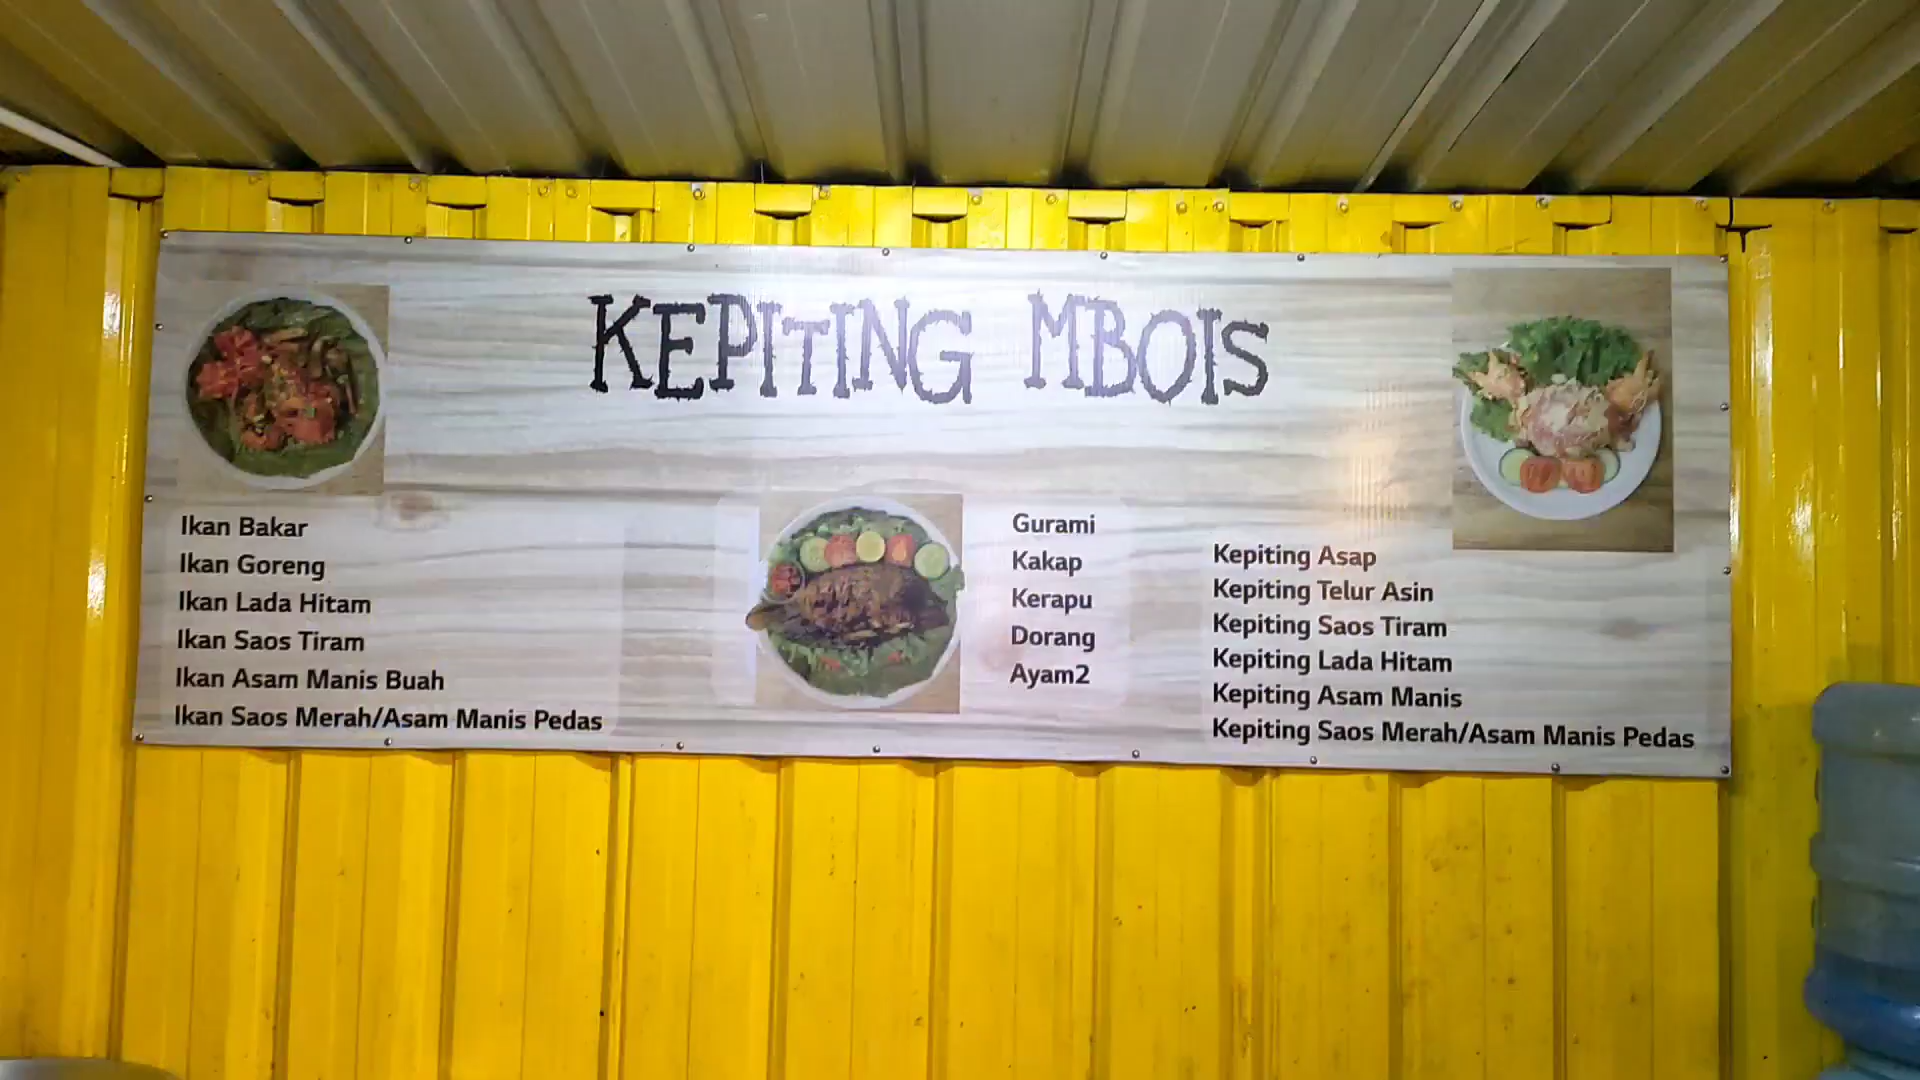 KEPITING MBOIS
Ikan Bakar
Ikan Goreng
Ikan Lada Hitam
Ikan Saos Tiram
Ikan Asam Manis Buah
Ikan Saos Merah/Asam Manis Pedas
Gurami
Kakap
Kerapu
Dorang
Ayam2
Kepiting Asap
Kepiting Telur Asin
Kepiting Saos Tiram
Kepiting Lada Hitam
Kepiting Asam Manis
Kepiting Saos Merah/Asam Manis Pedas